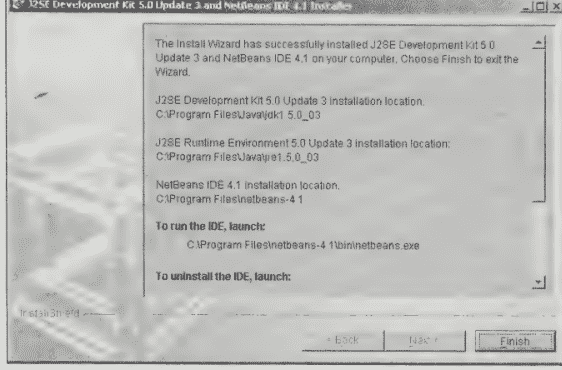 J2SE Development Kit 5.0 Update 3 and NetBeans IDE 4.1 Installer
The Install Wizard has successfully installed J2SE Development Kit 5.0
Update 3 and NetBeans IDE 4.1 on your computer. Choose Finish to exit the
Wizard.
J2SE Development Kit 5.0 Update 3 installation location:
C:\Program Files\Java\jdk1.5.0_03
J2SE Runtime Environment 5.0 Update 3 installation location:
C:\Program Files\Java\jre1.5.0_03
NetBeans IDE 4.1 installation location:
C:\Program Files\netbeans-4.1
To run the IDE, launch:
C:\Program Files\netbeans-4.1\bin\netbeans.exe
To uninstall the IDE, launch:
InstallShield
< Back
Next >
Finish